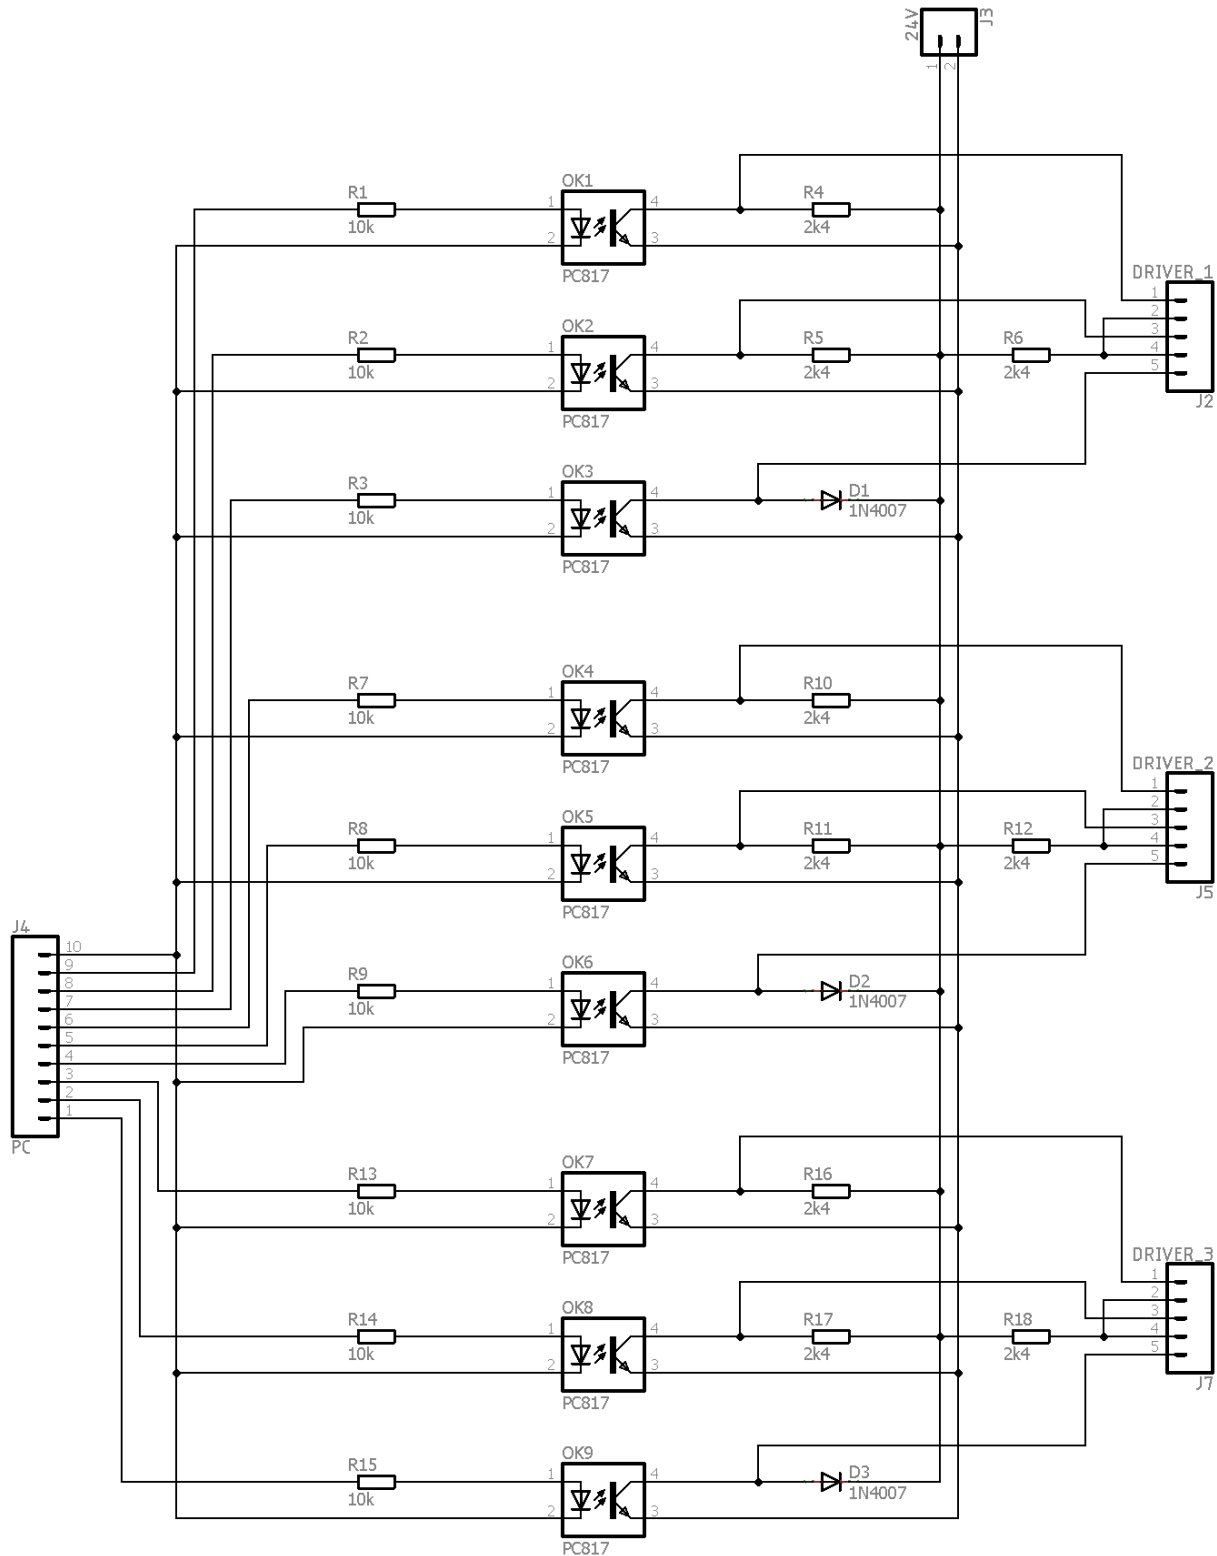 24V
J3
1
2
OK1
R1
10k
1
2
4
3
PC817
R4
2k4
DRIVER_1
1
2
3
4
5
J2
OK2
R2
10k
1
2
4
3
PC817
R5
2k4
R6
2k4
OK3
R3
10k
1
2
4
3
PC817
D1
1N4007
OK4
R7
10k
1
2
4
3
PC817
R10
2k4
DRIVER_2
1
2
3
4
5
J5
OK5
R8
10k
1
2
4
3
PC817
R11
2k4
R12
2k4
J4
10
9
8
7
6
5
4
3
2
1
PC
OK6
R9
10k
1
2
4
3
PC817
D2
1N4007
OK7
R13
10k
1
2
4
3
PC817
R16
2k4
DRIVER_3
1
2
3
4
5
J7
OK8
R14
10k
1
2
4
3
PC817
R17
2k4
R18
2k4
OK9
R15
10k
1
2
4
3
PC817
D3
1N4007